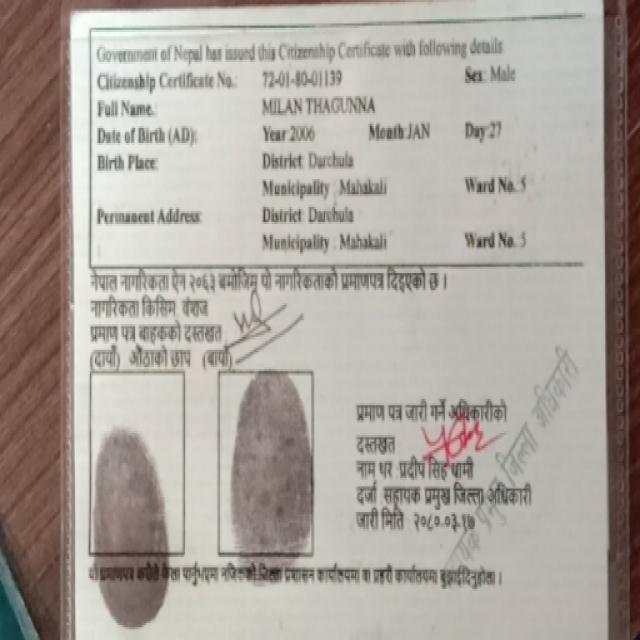 Government of Nepal has issued this Citizenship Certificate with following details
Citizenship Certificate No.: 72-01-80-01139 Sex: Male
Full Name. MILAN THAGUNNA
Date of Birth (AD): Year 2006 Month JAN Day 27
Birth Place: District: Darchula
Municipality : Mahakali Ward No. 5
Permanent Address: District: Darchula
Municipality : Mahakali Ward No. 5
नेपाल नागरिकता ऐन २०६३ बमोजिम यो नागरिकताको प्रमाणपत्र दिइएको छ ।
नागरिकता किसिम वंशज
प्रमाण पत्र बाहकको दस्तखत
(दायाँ) औंठाको छाप (बायाँ)
प्रमाण पत्र जारी गर्ने अधिकारीको
दस्तखत
नाम थर प्रदीप सिंह धामी
दर्जा सहायक प्रमुख जिल्ला अधिकारी
जारी मिति : २०८०.०३.१७
यो प्रमाणपत्र कसैले फेला पार्नुभएमा नजिकको जिल्ला प्रशासन कार्यालयमा वा प्रहरी कार्यालयमा बुझाईदिनुहोला ।
प्रमुख जिल्ला अधिकारी